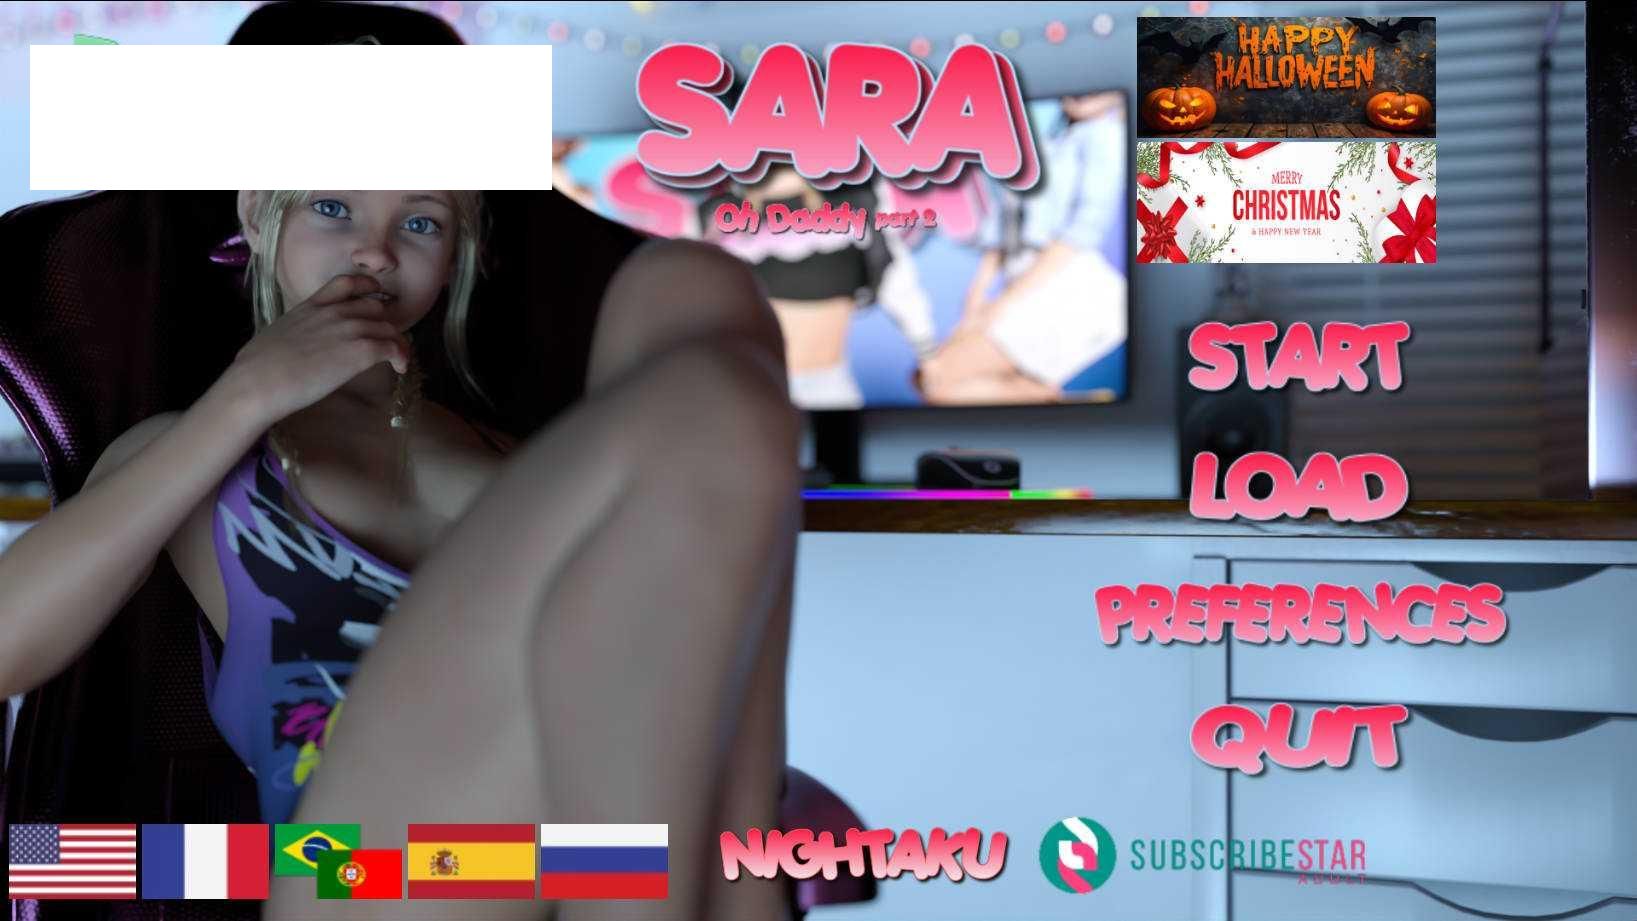 SARA
Oh Daddy part 2
HAPPY
HALLOWEEN
MERRY
CHRISTMAS
& HAPPY NEW YEAR
START
LOAD
PREFERENCES
QUIT
NIGHTAKU
SUBSCRIBESTAR
ADULT